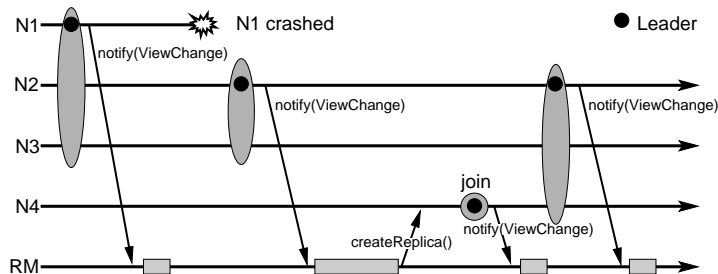 N1
N1 crashed
Leader
notify(ViewChange)
N2
notify(ViewChange)
notify(ViewChange)
N3
join
N4
notify(ViewChange)
createReplica()
RM